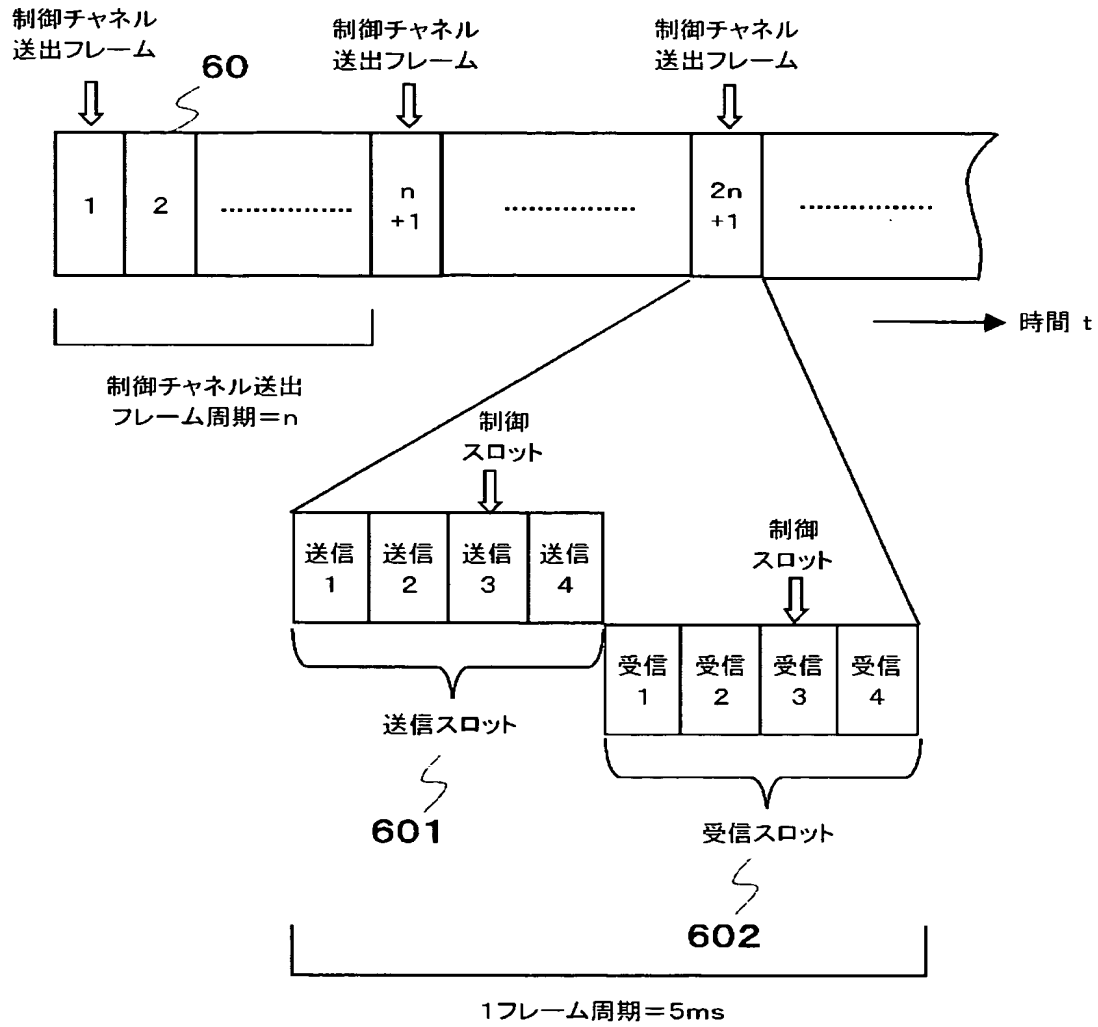 制御チャネル
送出フレーム
60
制御チャネル
送出フレーム
制御チャネル
送出フレーム
1
2
..................
n
+1
..................
2n
+1
..................
時間 t
制御チャネル送出
フレーム周期=n
制御
スロット
送信
1
送信
2
送信
3
送信
4
制御
スロット
受信
1
受信
2
受信
3
受信
4
送信スロット
601
受信スロット
602
1フレーム周期=5ms